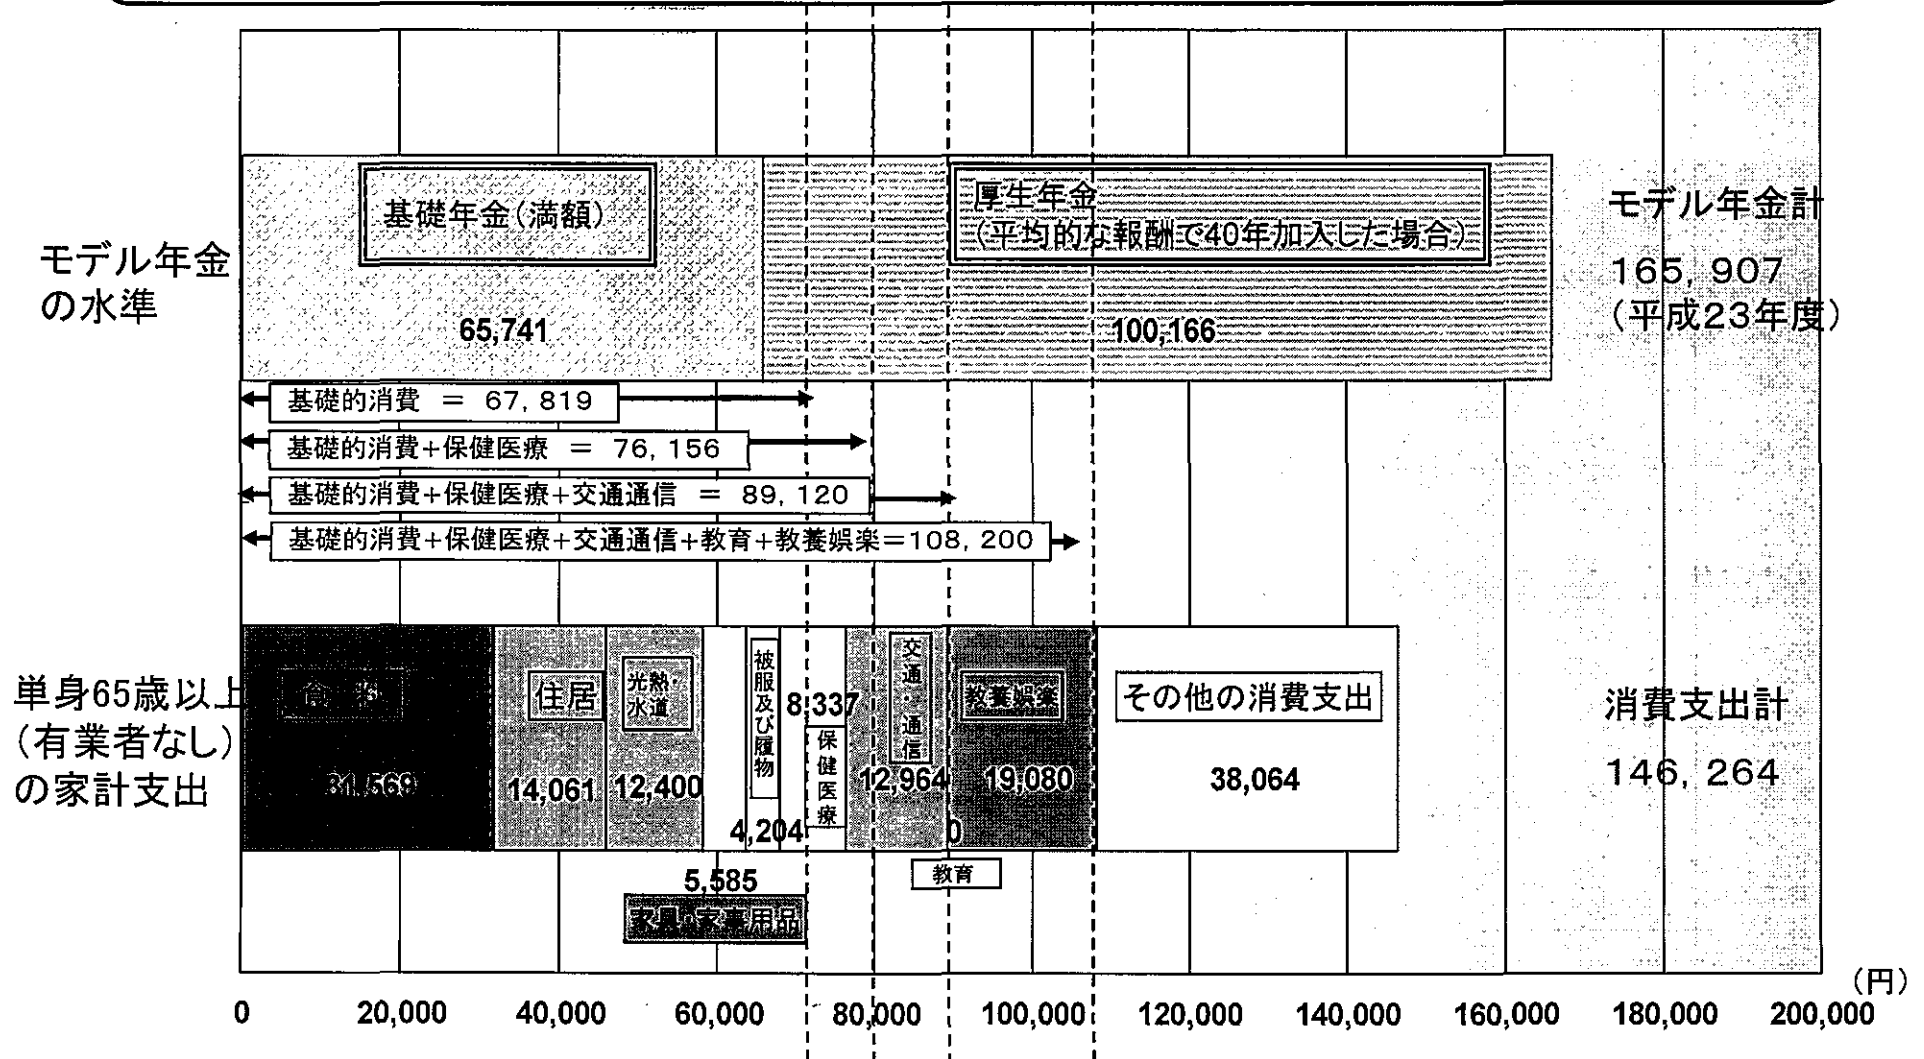 基礎年金(満額)
65,741
厚生年金
(平均的な報酬で40年加入した場合)
100,166
モデル年金
の水準
モデル年金計
165,907
(平成23年度)
基礎的消費 = 67,819
基礎的消費+保健医療 = 76,156
基礎的消費+保健医療+交通通信 = 89,120
基礎的消費+保健医療+交通通信+教育+教養娯楽=108,200
単身65歳以上
(有業者なし)
の家計支出
食料
31,569
住居
14,061
光熱・
水道
12,400
被服及び履物
4,204
8,337
保健医療
交通・通信
12,964
教養娯楽
19,080
0
教育
その他の消費支出
38,064
消費支出計
146,264
5,585
家具・家事用品
(円)
0 20,000 40,000 60,000 80,000 100,000 120,000 140,000 160,000 180,000 200,000